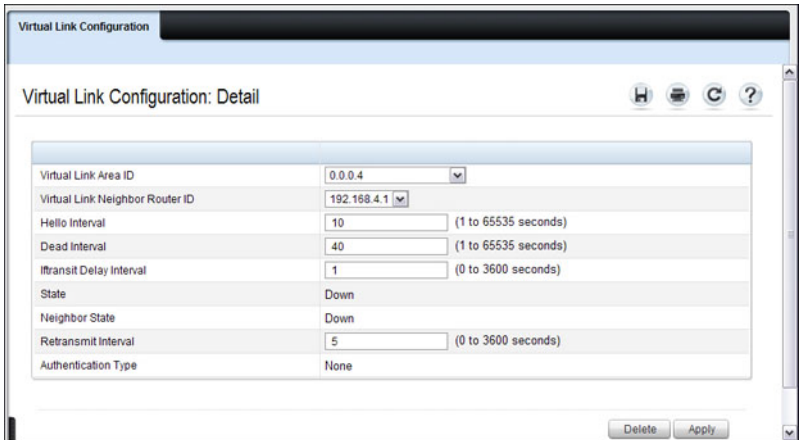 Virtual Link Configuration
Virtual Link Configuration: Detail
Virtual Link Area ID 0.0.0.4
Virtual Link Neighbor Router ID 192.168.4.1
Hello Interval 10 (1 to 65535 seconds)
Dead Interval 40 (1 to 65535 seconds)
Iftransit Delay Interval 1 (0 to 3600 seconds)
State Down
Neighbor State Down
Retransmit Interval 5 (0 to 3600 seconds)
Authentication Type None
Delete Apply